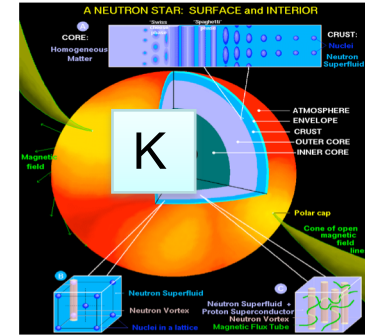 A NEUTRON STAR: SURFACE and INTERIOR
'Swiss 'Spaghetti'
CORE:
Homogeneous
Matter
CRUST:
Nuclei
Neutron
Superfluid
ATMOSPHERE
ENVELOPE
CRUST
OUTER CORE
INNER CORE
K
Magnetic
field
Polar cap
Cone of open
magnetic
field
line
B
Neutron Superfluid
Neutron Vortex
Nuclei in a lattice
C
Neutron Superfluid +
Proton Superconductor
Neutron Vortex
Magnetic Flux Tube